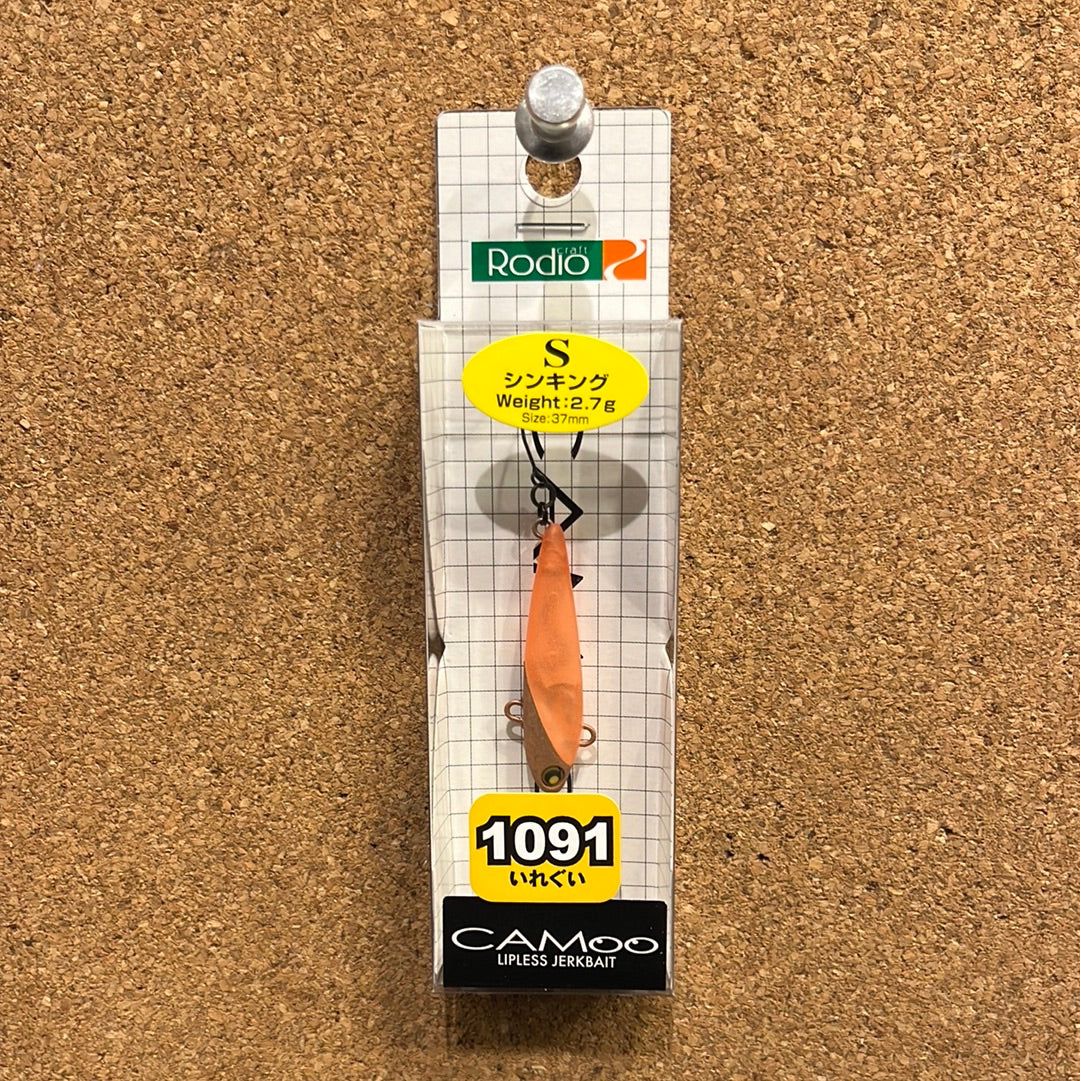 craft
Rodio
S
シンキング
Weight:2.7g
Size:37mm
1091
いれぐい
CAMoo
LIPLESS JERKBAIT